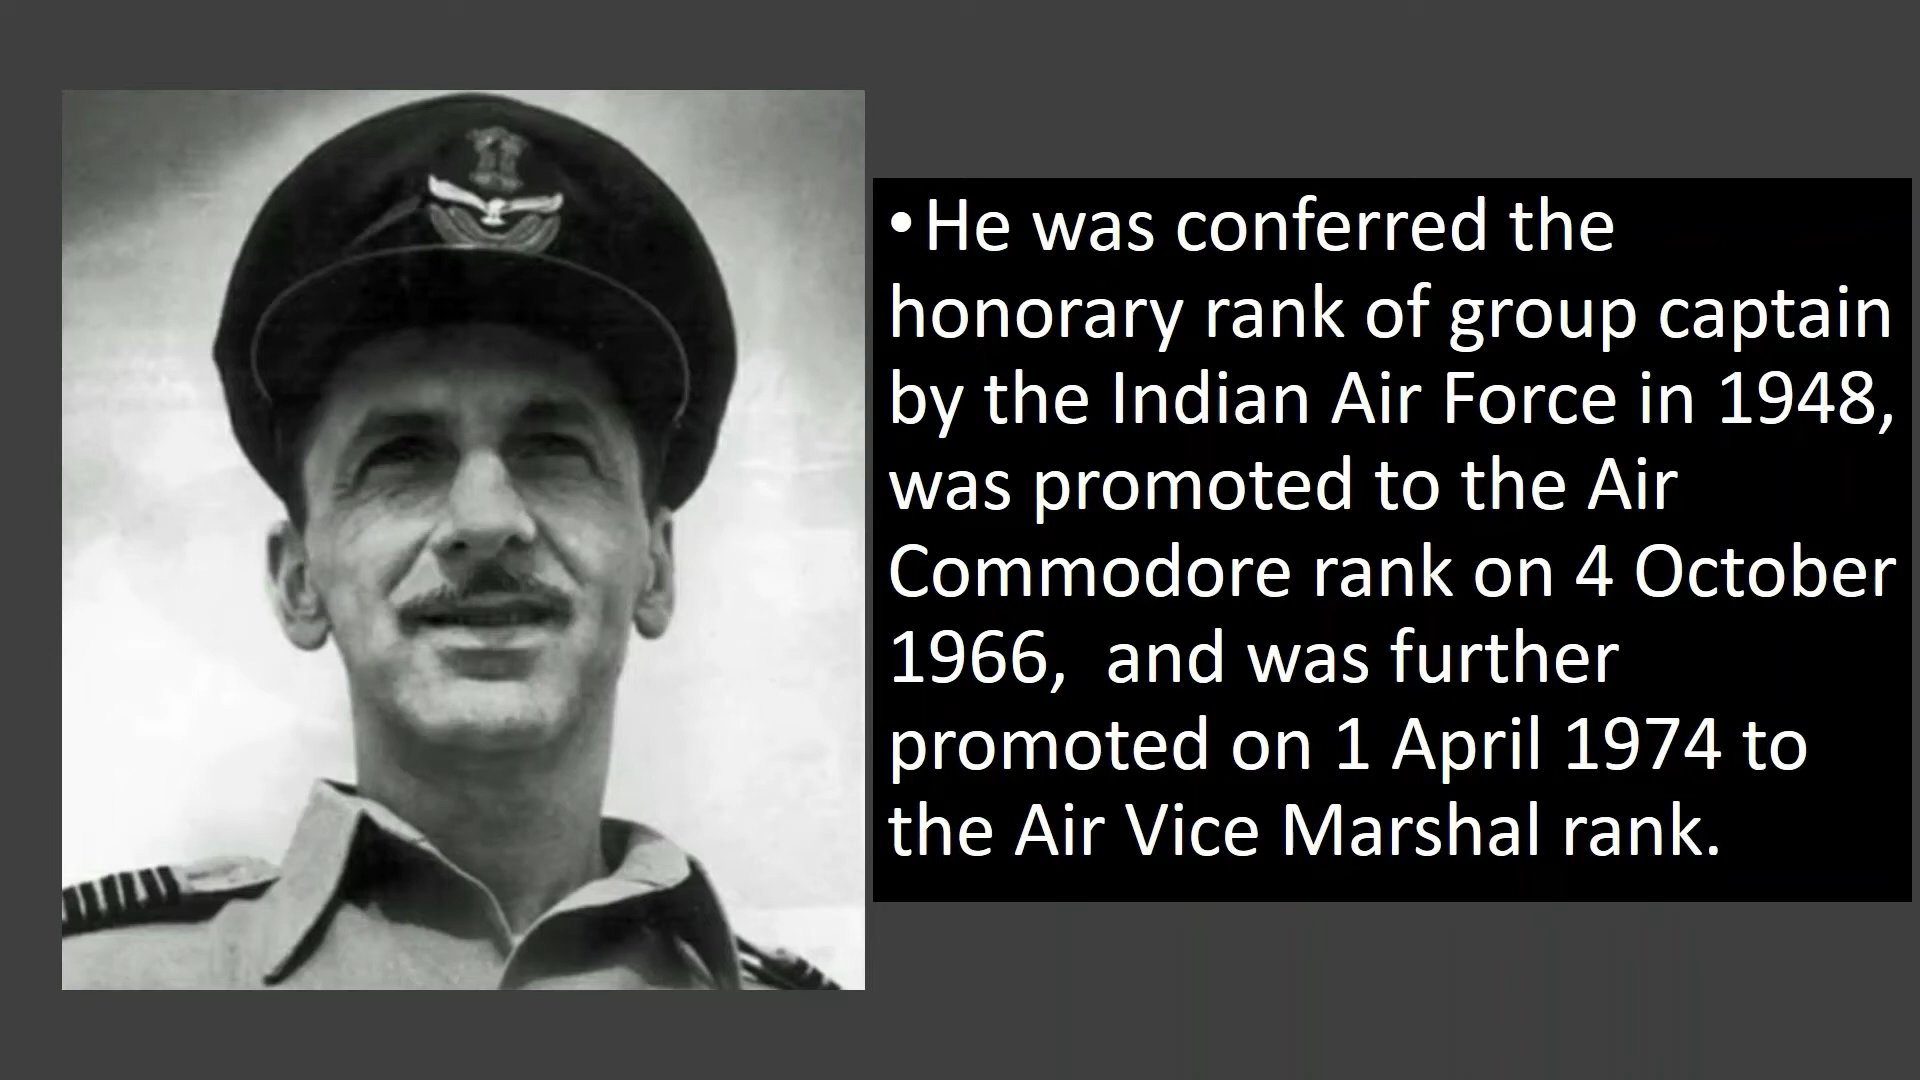 •He was conferred the
honorary rank of group captain
by the Indian Air Force in 1948,
was promoted to the Air
Commodore rank on 4 October
1966,  and was further
promoted on 1 April 1974 to
the Air Vice Marshal rank.